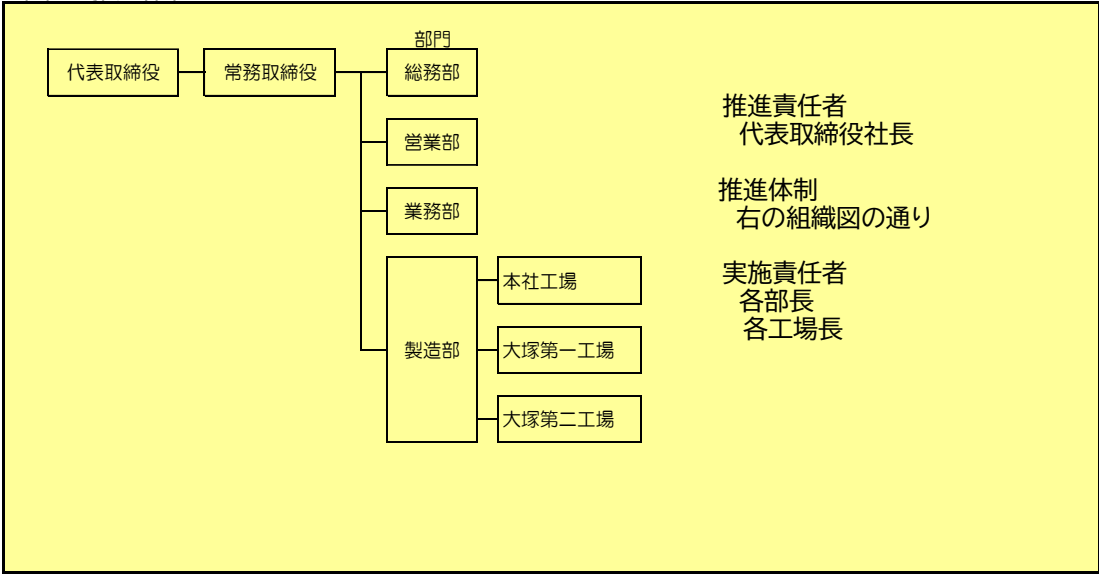 部門
代表取締役
常務取締役
総務部
営業部
業務部
製造部
本社工場
大塚第一工場
大塚第二工場
推進責任者
代表取締役社長
推進体制
右の組織図の通り
実施責任者
各部長
各工場長